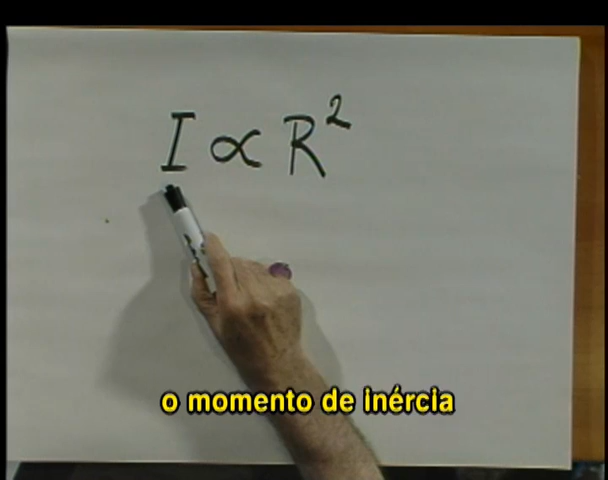 I ∝ R²
o momento de inércia